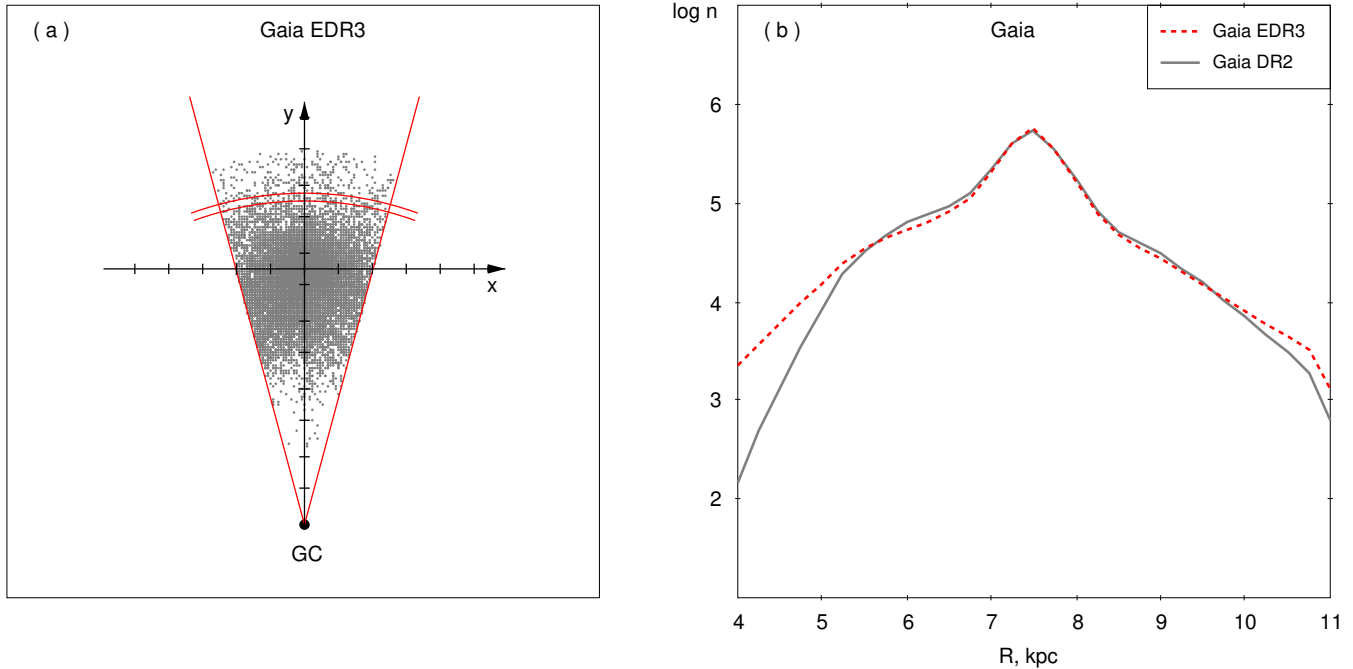 ( a )
Gaia EDR3
y
x
GC
log n
( b )
Gaia
Gaia EDR3
Gaia DR2
6
5
4
3
2
4 5 6 7 8 9 10 11
R, kpc